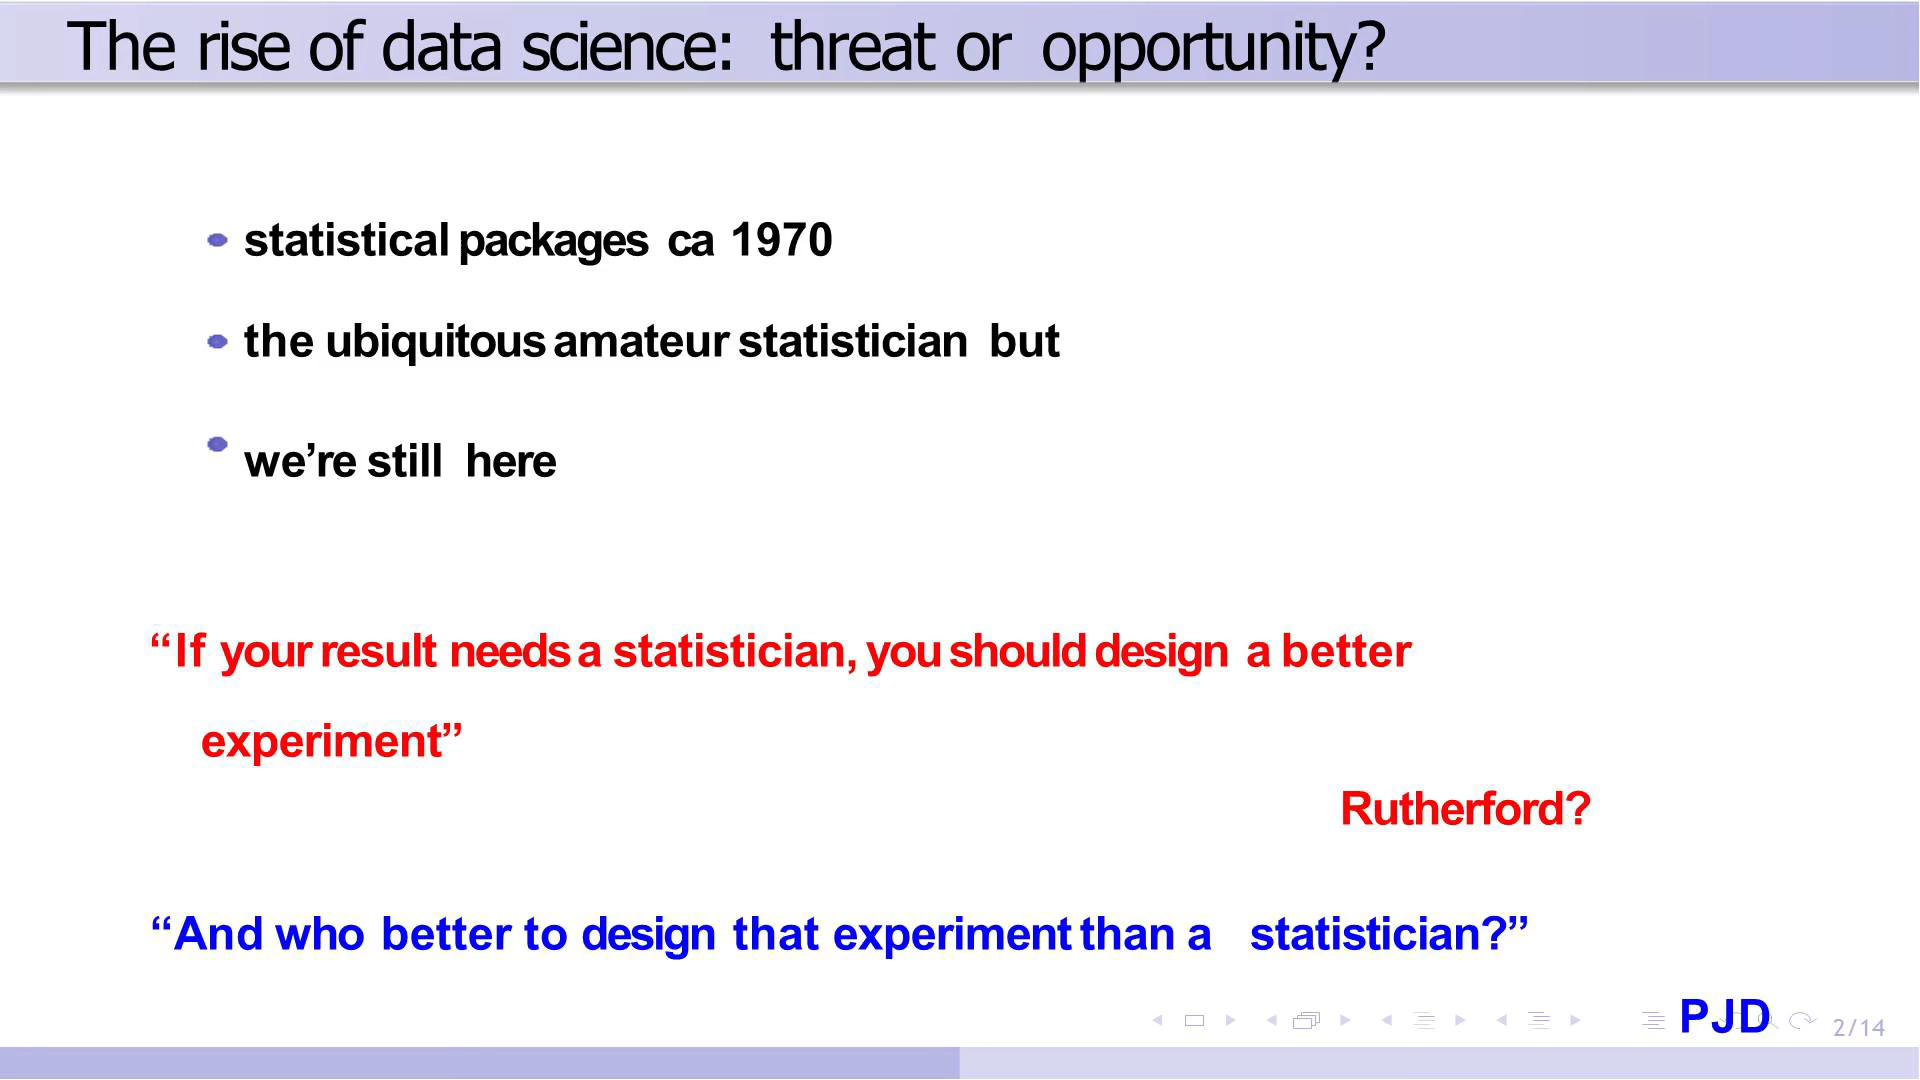 The rise of data science: threat or opportunity?
statistical packages ca 1970
the ubiquitous amateur statistician but
we’re still here
“If your result needs a statistician, you should design a better
experiment”
Rutherford?
“And who better to design that experiment than a statistician?”
PJD
2/14